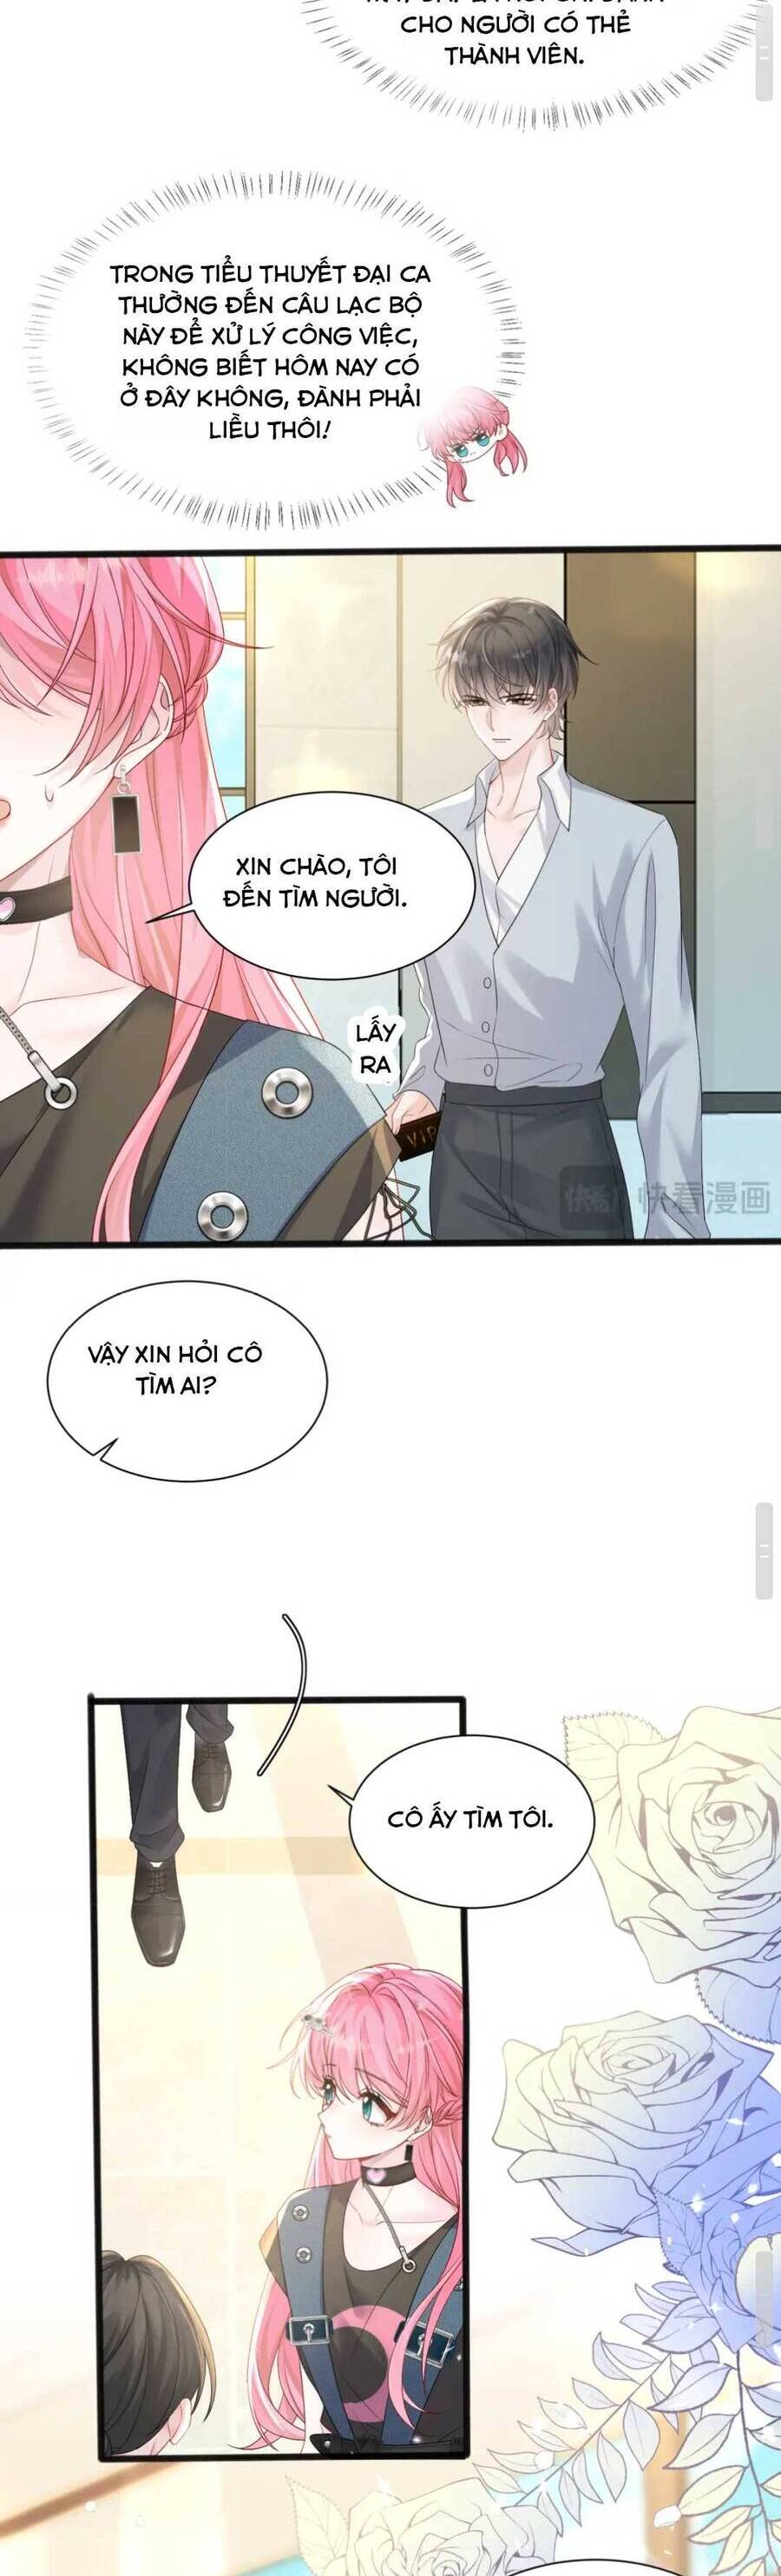 CHO NGƯỜI CÓ THẺ
THÀNH VIÊN.
TRONG TIỂU THUYẾT ĐẠI CA
THƯỜNG ĐẾN CÂU LẠC BỘ
NÀY ĐỂ XỬ LÝ CÔNG VIỆC,
KHÔNG BIẾT HÔM NAY CÓ
Ở ĐÂY KHÔNG, ĐÀNH PHẢI
LIỀU THÔI!
XIN CHÀO, TÔI
ĐẾN TÌM NGƯỜI.
LẤY
RA
VIP
快看漫画
VẬY XIN HỎI CÔ
TÌM AI?
CÔ ẤY TÌM TÔI.